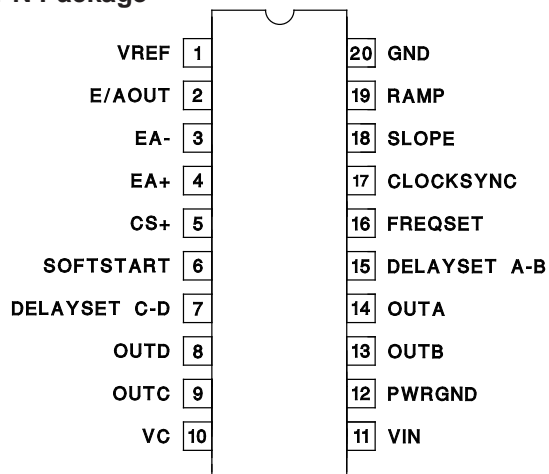 N Package
VREF 1 20 GND
E/AOUT 2 19 RAMP
EA- 3 18 SLOPE
EA+ 4 17 CLOCKSYNC
CS+ 5 16 FREQSET
SOFTSTART 6 15 DELAYSET A-B
DELAYSET C-D 7 14 OUTA
OUTD 8 13 OUTB
OUTC 9 12 PWRGND
VC 10 11 VIN